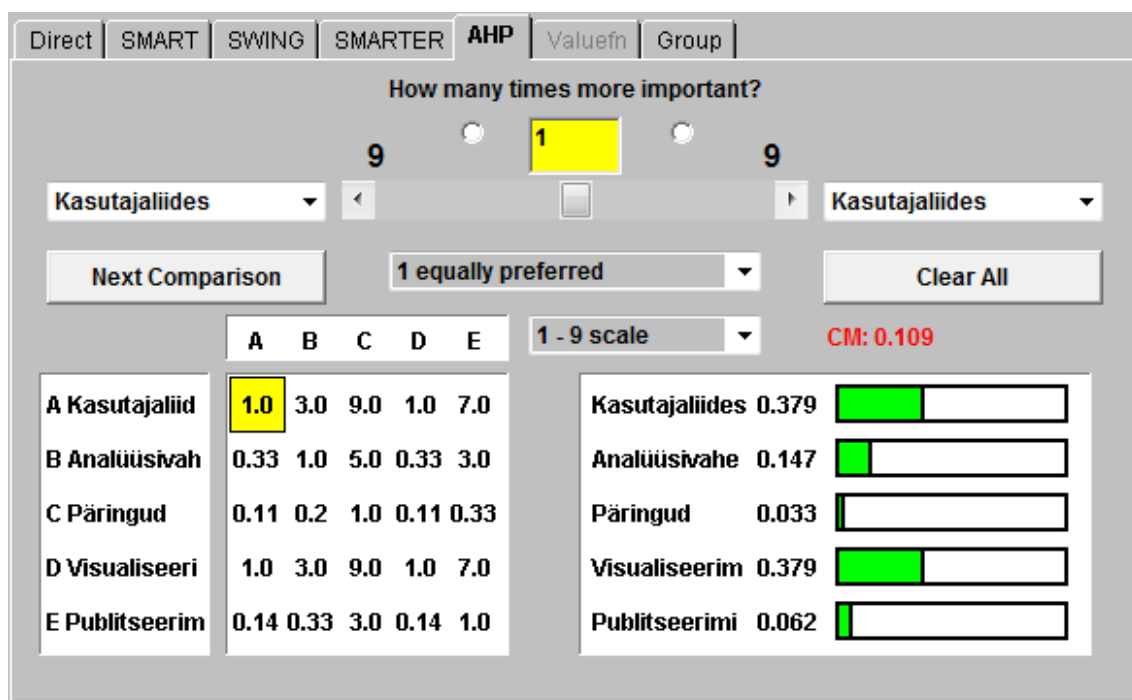 Direct SMART SWING SMARTER AHP Valuefn Group
How many times more important?
1
9 9
Kasutajaliides Kasutajaliides
Next Comparison 1 equally preferred Clear All
A B C D E 1 - 9 scale CM: 0.109
A Kasutajaliid 1.0 3.0 9.0 1.0 7.0 Kasutajaliides 0.379
B Analüüsivah 0.33 1.0 5.0 0.33 3.0 Analüüsivahe 0.147
C Päringud 0.11 0.2 1.0 0.11 0.33 Päringud 0.033
D Visualiseeri 1.0 3.0 9.0 1.0 7.0 Visualiseerim 0.379
E Publitseerim 0.14 0.33 3.0 0.14 1.0 Publitseerimi 0.062